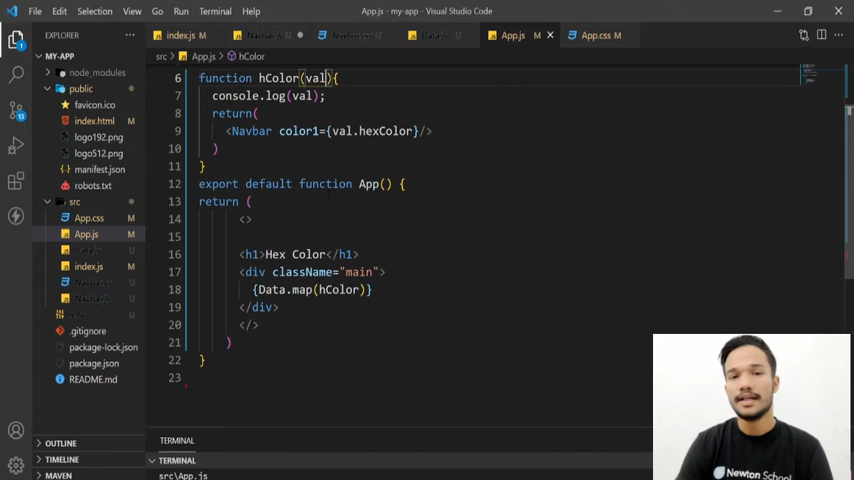 File Edit Selection View Go Run Terminal Help
App.js - my-app - Visual Studio Code
EXPLORER
index.js M
App.js M
App.css M
MY-APP
node_modules
public
favicon.ico
index.html M
logo192.png
logo512.png
manifest.json
robots.txt
src
App.css M
App.js M
U
index.js M
U
U
U
.gitignore
package-lock.json
package.json M
README.md
OUTLINE
TIMELINE
MAVEN
1
13
src > App.js > hColor
6 function hColor(val){
7 console.log(val);
8 return(
9 <Navbar color1={val.hexColor}/>
10 )
11 }
12 export default function App() {
13 return (
14 <>
15
16 <h1>Hex Color</h1>
17 <div className="main">
18 {Data.map(hColor)}
19 </div>
20 </>
21 )
22 }
23
TERMINAL
TERMINAL
src\App.js
Newton School